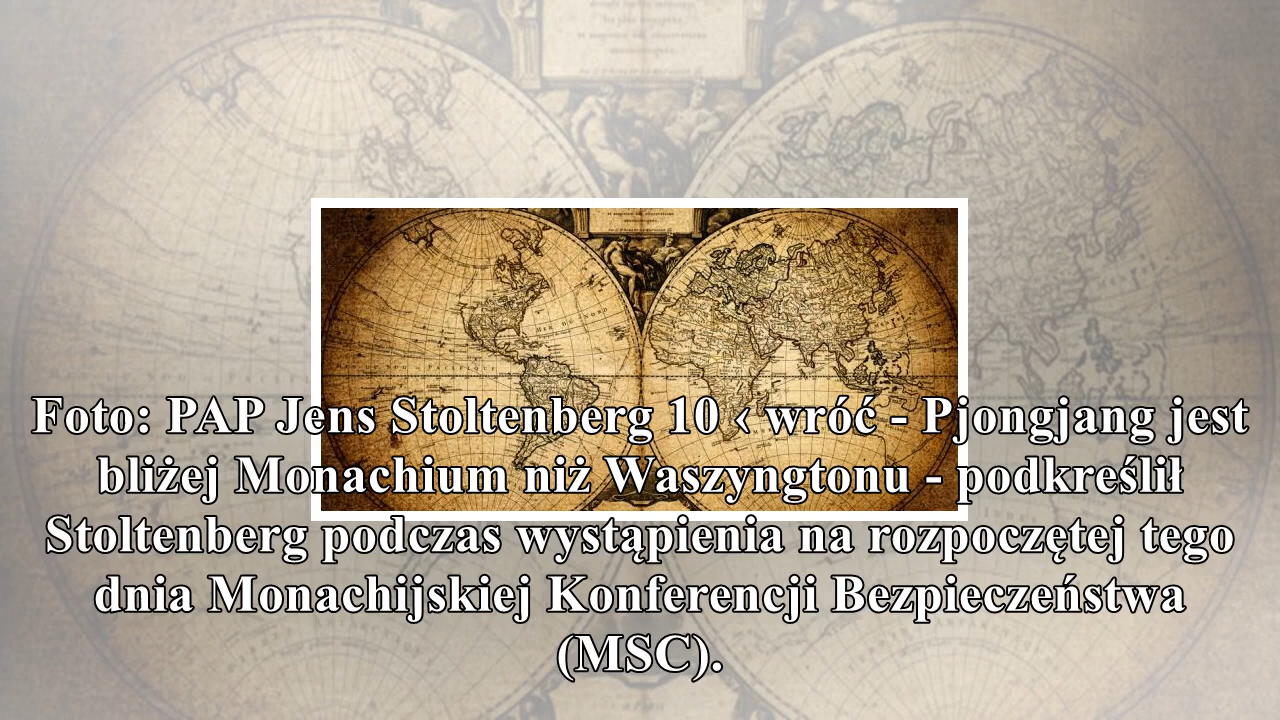 Foto: PAP Jens Stoltenberg 10 ‹ wróć - Pjongjang jest
bliżej Monachium niż Waszyngtonu - podkreślił
Stoltenberg podczas wystąpienia na rozpoczętej tego
dnia Monachijskiej Konferencji Bezpieczeństwa
(MSC).